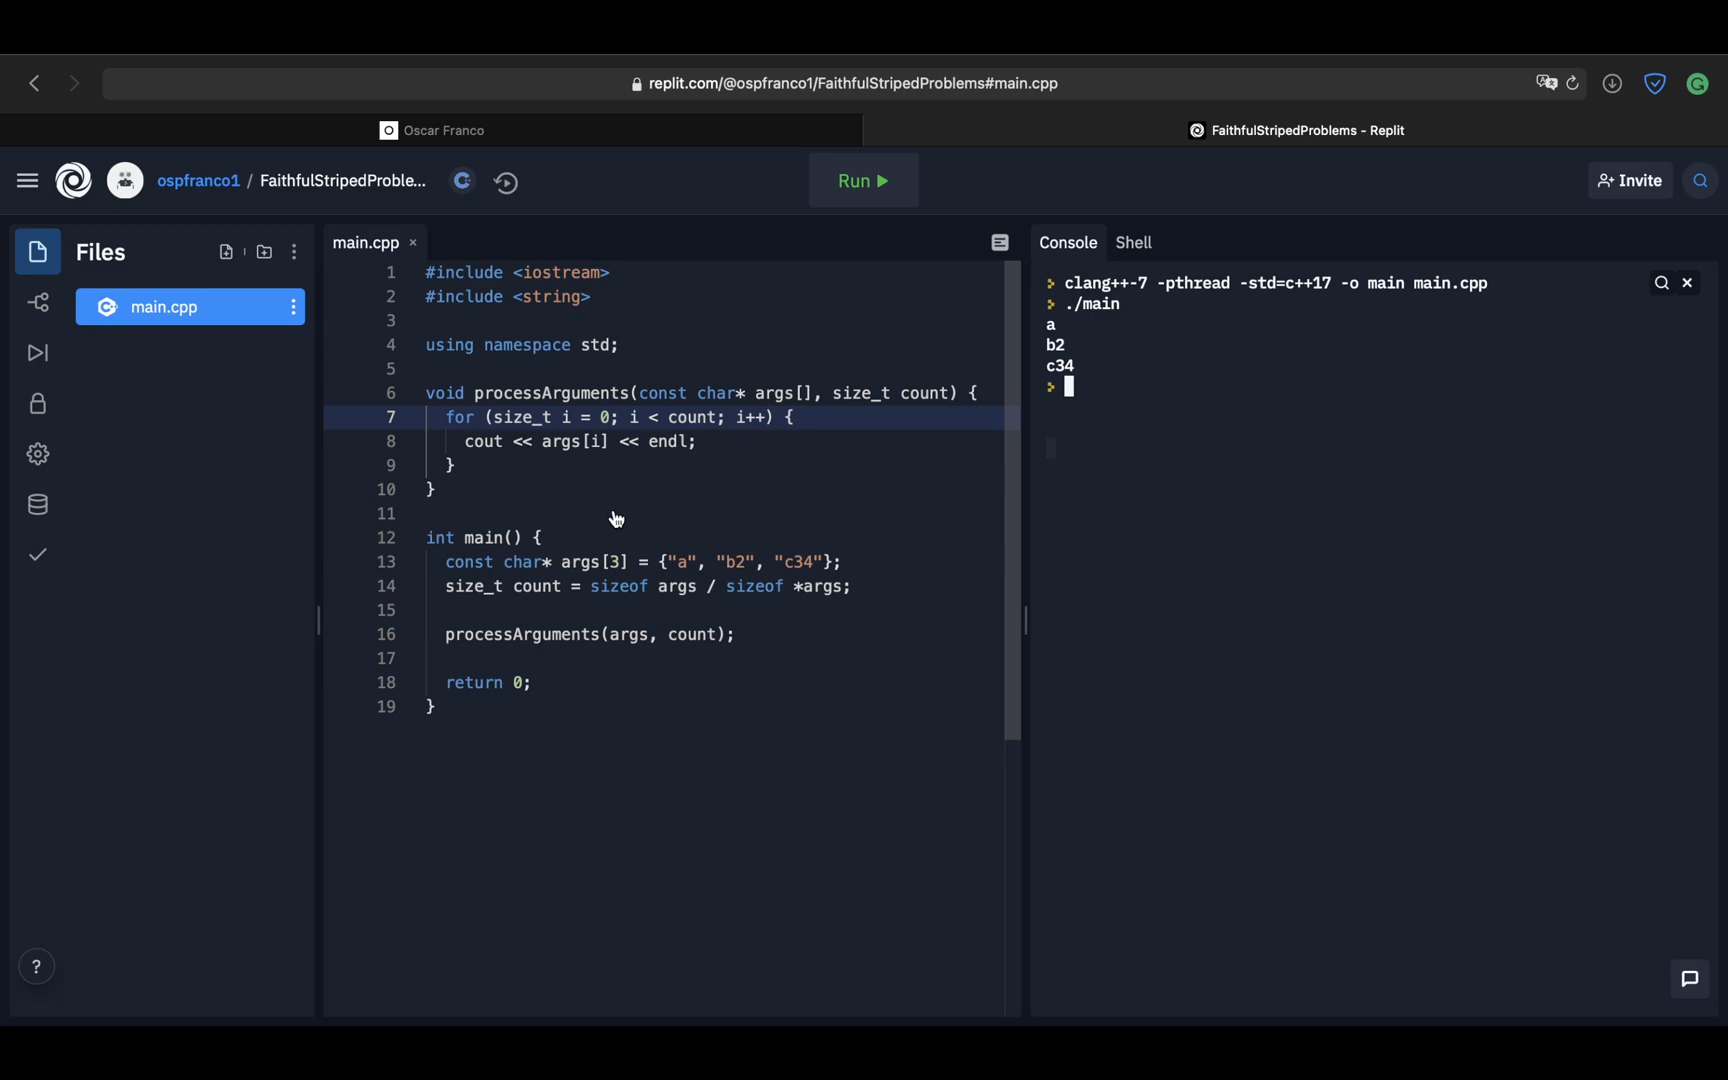 replit.com/@ospfranco1/FaithfulStripedProblems#main.cpp
Oscar Franco
FaithfulStripedProblems - Replit
ospfranco1 / FaithfulStripedProble...
Run
Invite
Files
main.cpp
main.cpp ×
1 #include <iostream>
2 #include <string>
3
4 using namespace std;
5
6 void processArguments(const char* args[], size_t count) {
7 for (size_t i = 0; i < count; i++) {
8 cout << args[i] << endl;
9 }
10 }
11
12 int main() {
13 const char* args[3] = {"a", "b2", "c34"};
14 size_t count = sizeof args / sizeof *args;
15
16 processArguments(args, count);
17
18 return 0;
19 }
Console Shell
clang++-7 -pthread -std=c++17 -o main main.cpp
./main
a
b2
c34
?